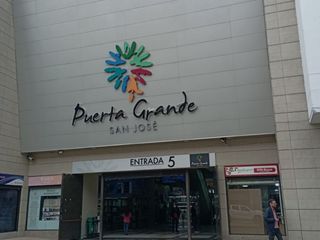 Puerta Grande
SAN JOSÉ
ENTRADA 5